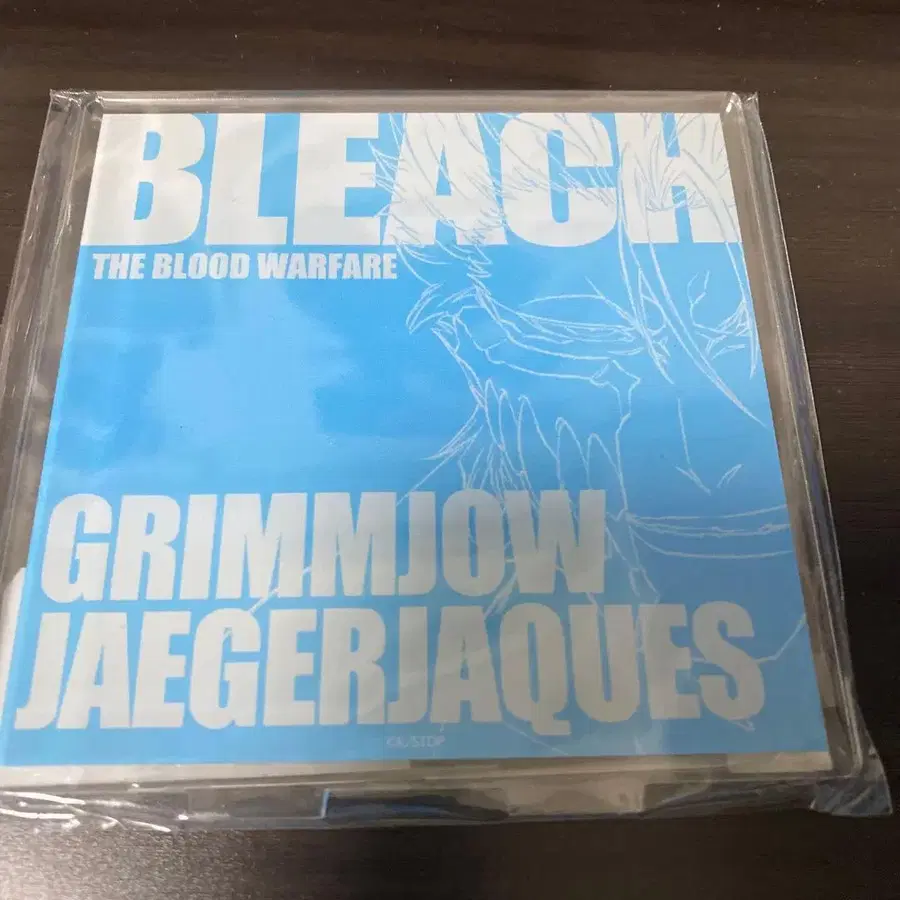 BLEACH
THE BLOOD WARFARE
GRIMMJOW
JAEGERJAQUES